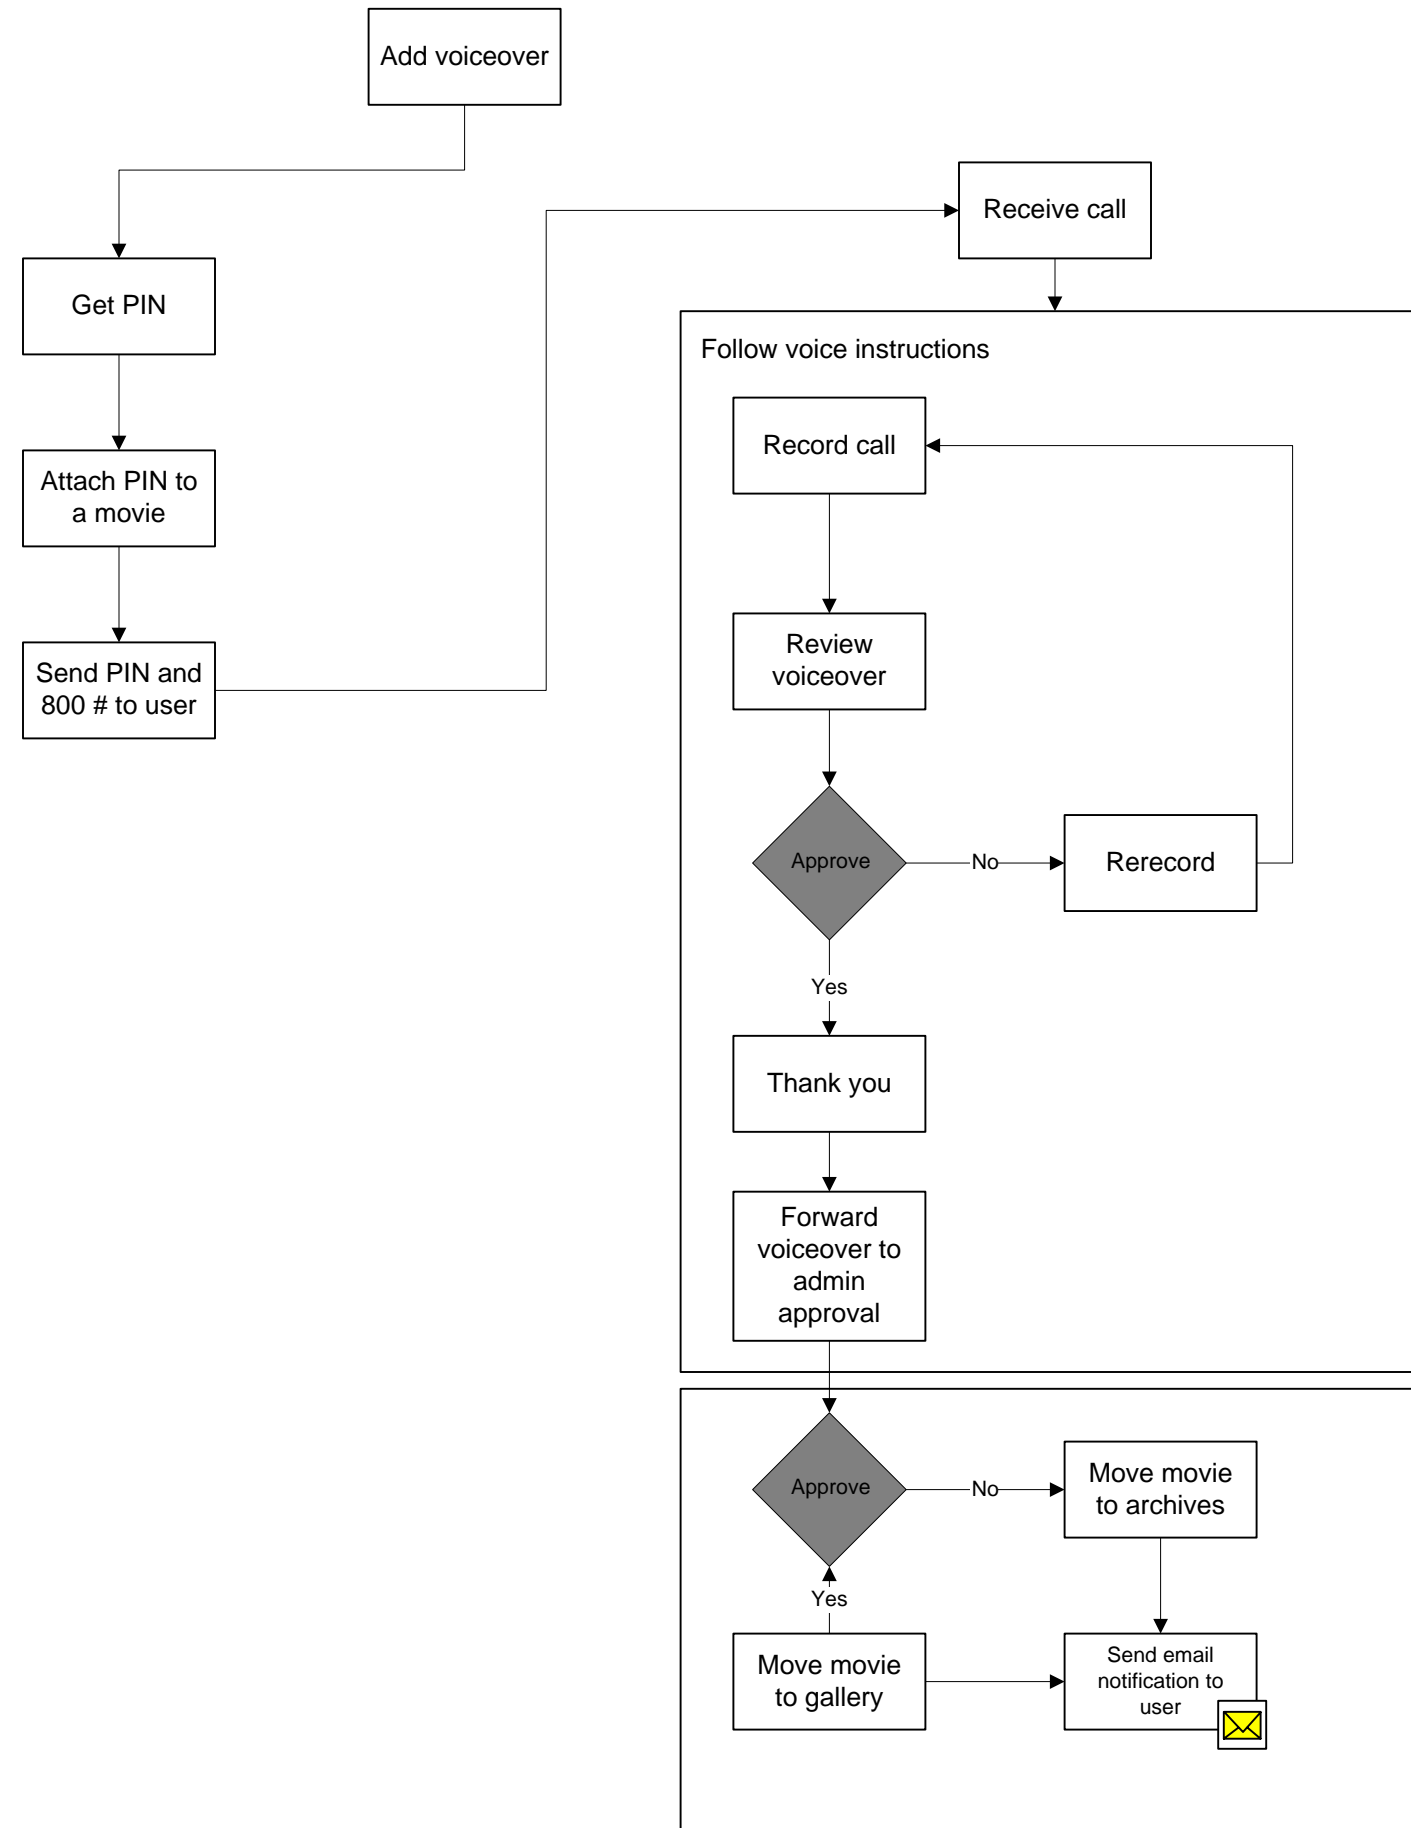 Add voiceover
Receive call
Get PIN
Follow voice instructions
Record call
Attach PIN to
a movie
Review
voiceover
Send PIN and
800 # to user
Approve
No
Rerecord
Yes
Thank you
Forward
voiceover to
admin
approval
Approve
No
Move movie
to archives
Yes
Move movie
to gallery
Send email
notification to
user